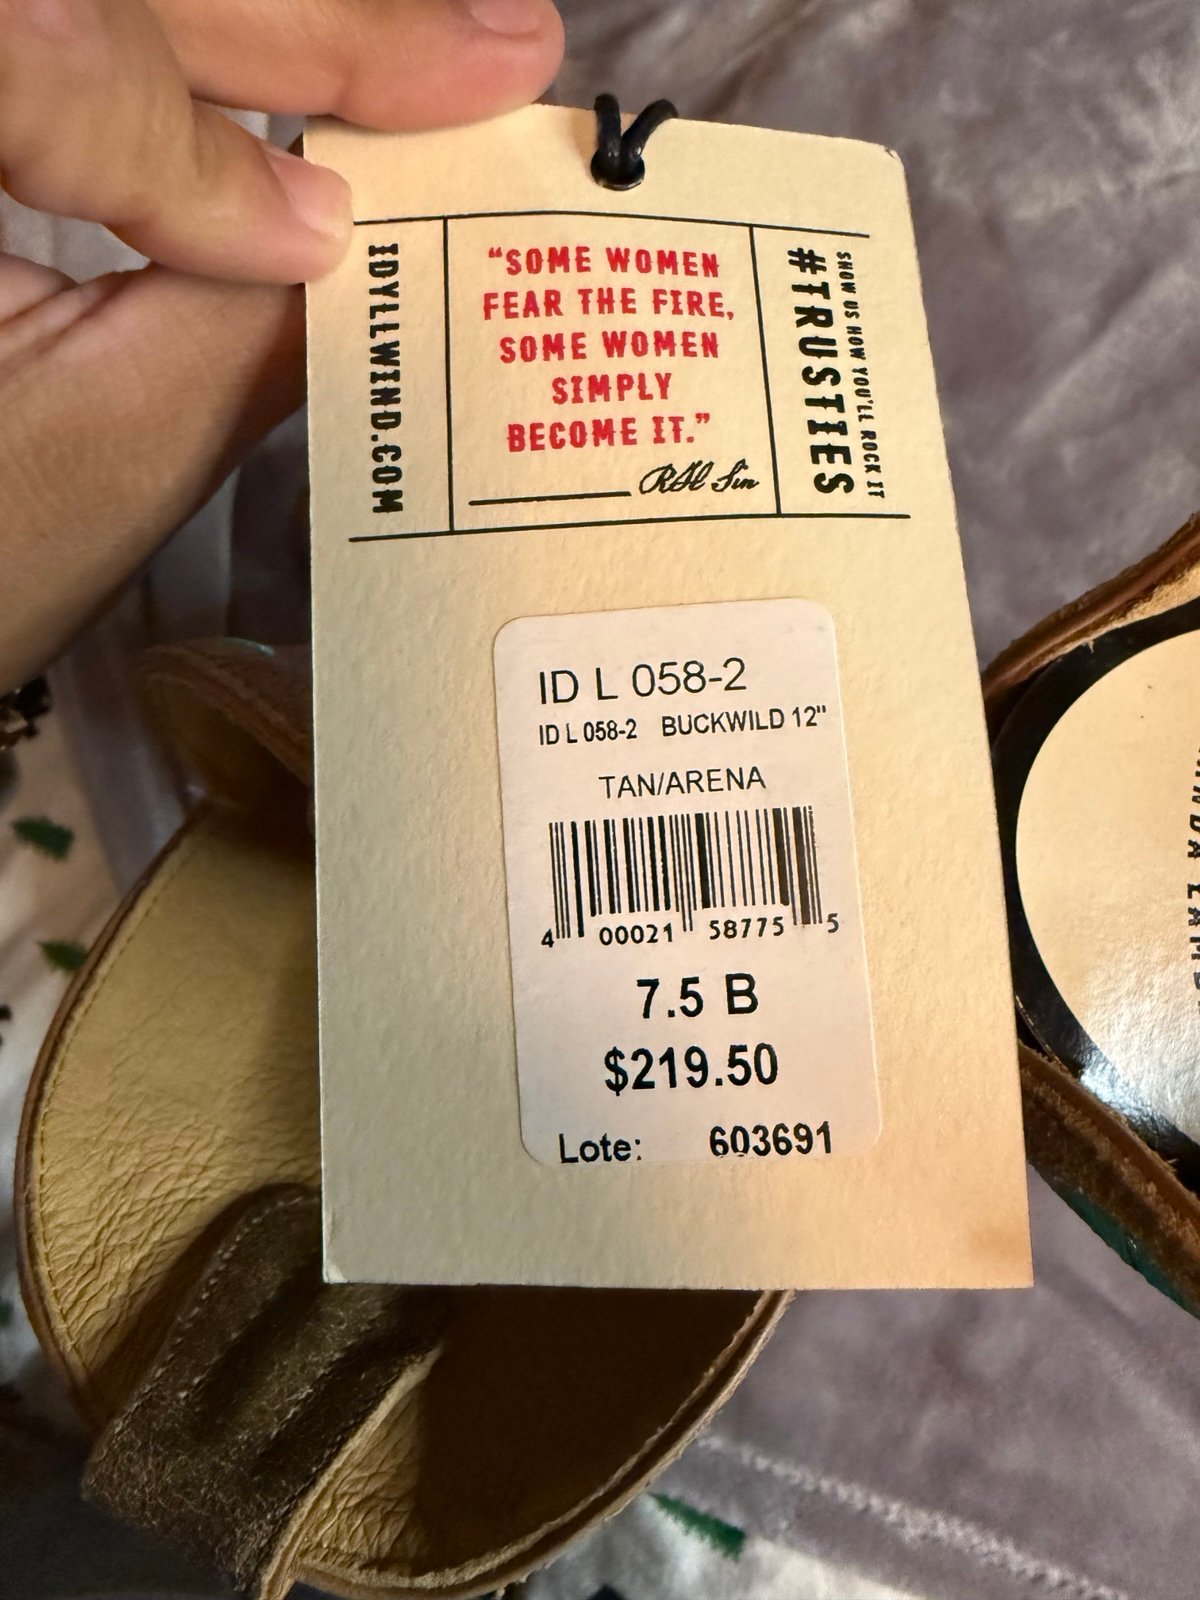 IDYLLWIND.COM
“SOME WOMEN
FEAR THE FIRE,
SOME WOMEN
SIMPLY
BECOME IT.”
RH Sin
SHOW US HOW YOU'LL ROCK IT
#TRUSTIES
ID L 058-2
ID L 058-2 BUCKWILD 12"
TAN/ARENA
4 00021 58775 5
7.5 B
$219.50
Lote: 603691